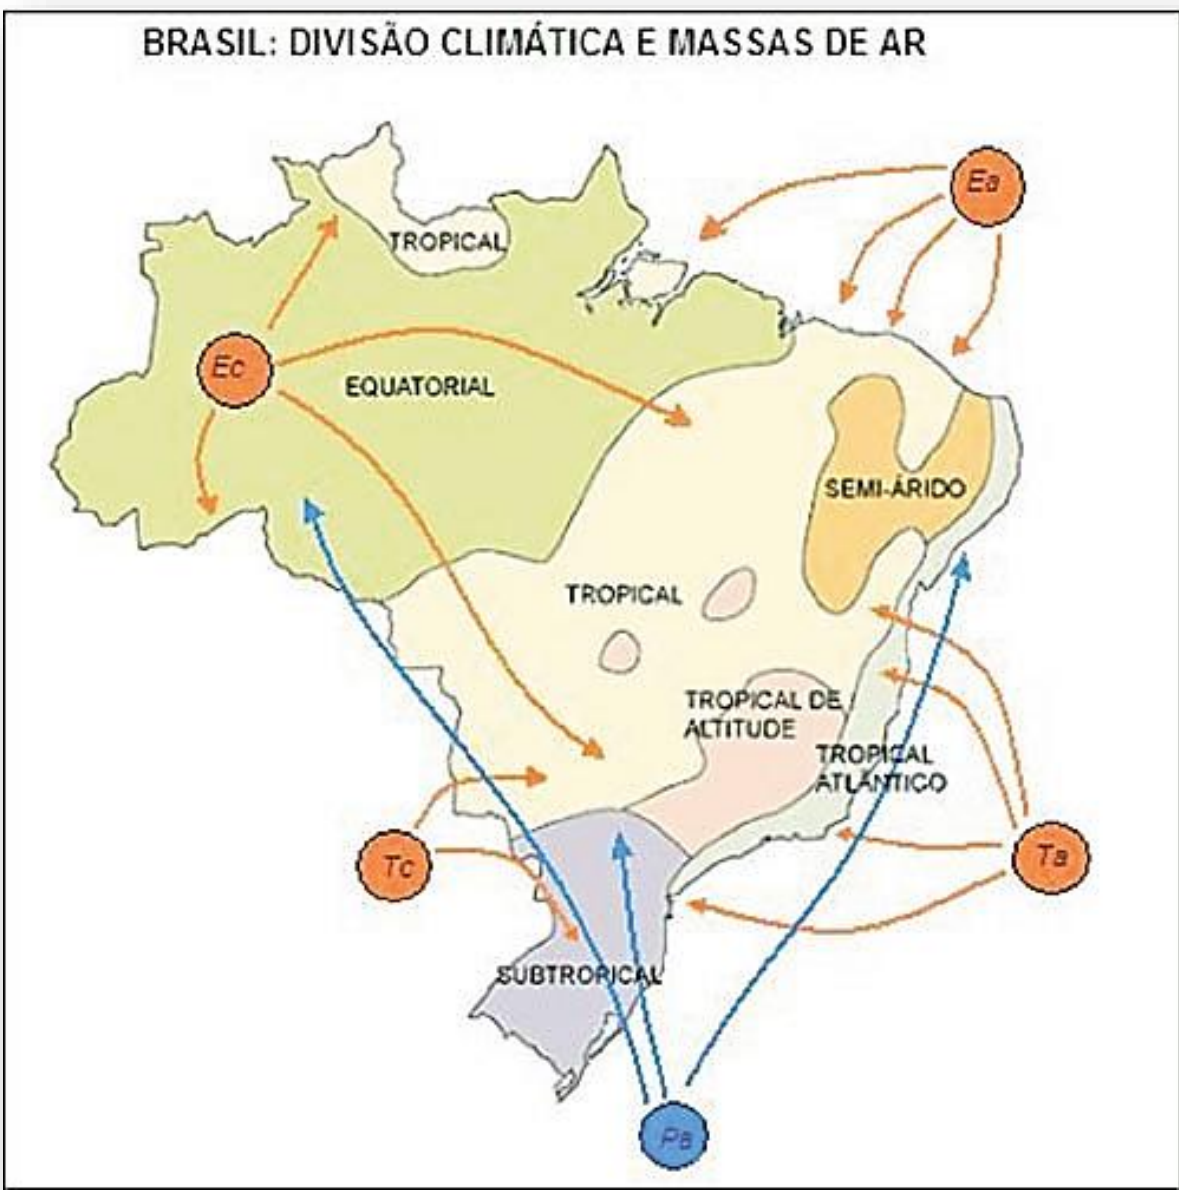 BRASIL: DIVISÃO CLIMÁTICA E MASSAS DE AR
Ea
TROPICAL
Ec
EQUATORIAL
SEMI-ÁRIDO
TROPICAL
TROPICAL DE
ALTITUDE
TROPICAL
ATLÂNTICO
Tc
Ta
SUBTROPICAL
Pa